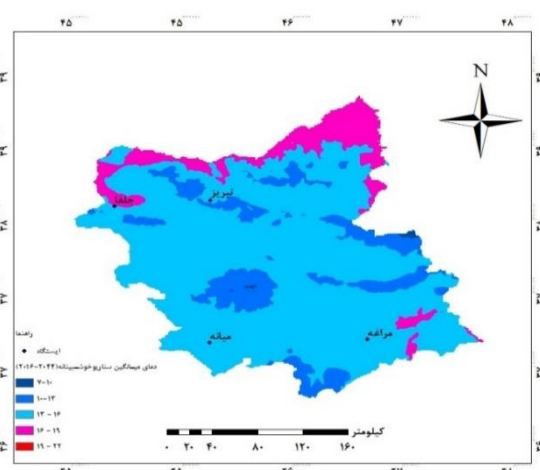 ۴۵ ۴۵ ۴۶ ۴۷ ۴۸
N
تبریز
جلفا
میانه
مراغه
راهنما
ایستگاه
دمای میانگین سناریو خوشبینانه(۲۰۱۶-۲۰۴۴)
۷-۱۰
۱۰-۱۳
۱۳ - ۱۶
۱۶ - ۱۹
۱۹ - ۲۲
کیلومتر
۰ ۲۰ ۴۰ ۸۰ ۱۲۰ ۱۶۰